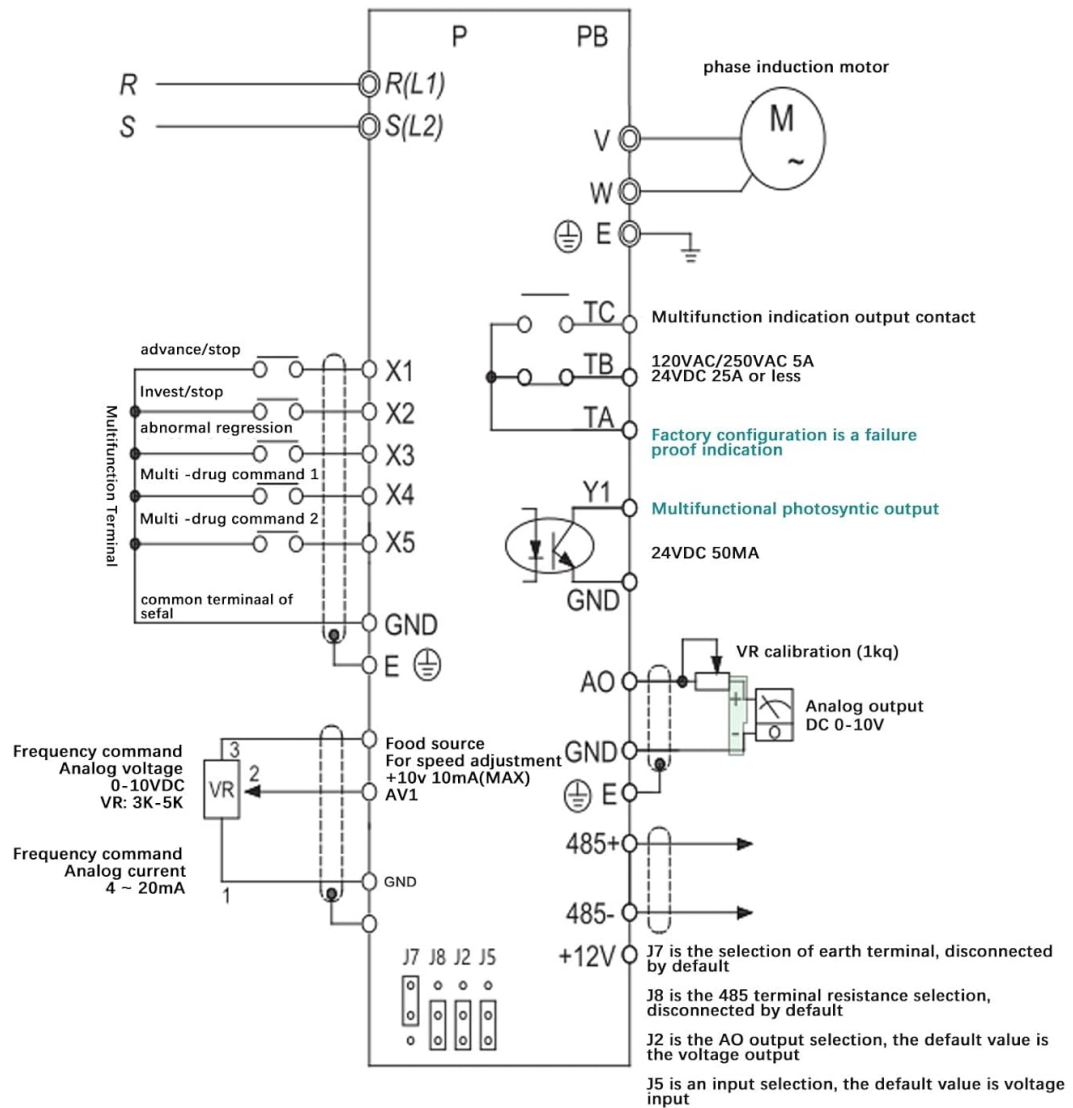 P PB
phase induction motor
R R(L1)
S S(L2)
M
~
V
W
E
TC Multifunction indication output contact
TB 120VAC/250VAC 5A
24VDC 25A or less
TA Factory configuration is a failure
proof indication
advance/stop X1
Invest/stop X2
abnormal regression X3
Multi -drug command 1 X4
Multi -drug command 2 X5
Multifunction Terminal
common terminaal of
sefal
GND
E
Y1 Multifunctional photosyntic output
24VDC 50MA
GND
VR calibration (1kq)
AO
+
-
Analog output
DC 0-10V
GND
E
Frequency command
Analog voltage
0-10VDC
VR: 3K-5K
3
VR
2
1
Food source
For speed adjustment
+10v 10mA(MAX)
AV1
Frequency command
Analog current
4 ~ 20mA
GND
485+
485-
+12V
J7 J8 J2 J5
J7 is the selection of earth terminal, disconnected
by default
J8 is the 485 terminal resistance selection,
disconnected by default
J2 is the AO output selection, the default value is
the voltage output
J5 is an input selection, the default value is voltage
input